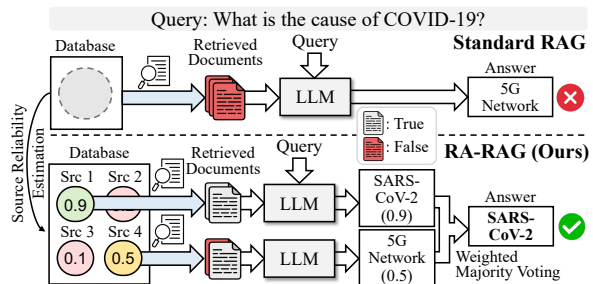 Query: What is the cause of COVID-19?
Standard RAG
Database
Retrieved
Documents
Query
LLM
Answer
5G
Network
: True
: False
Source Reliability
Estimation
RA-RAG (Ours)
Database
Src 1
Src 2
0.9
Src 3
Src 4
0.1
0.5
Retrieved
Documents
Query
LLM
LLM
SARS-
CoV-2
(0.9)
5G
Network
(0.5)
Answer
SARS-
CoV-2
Weighted
Majority Voting